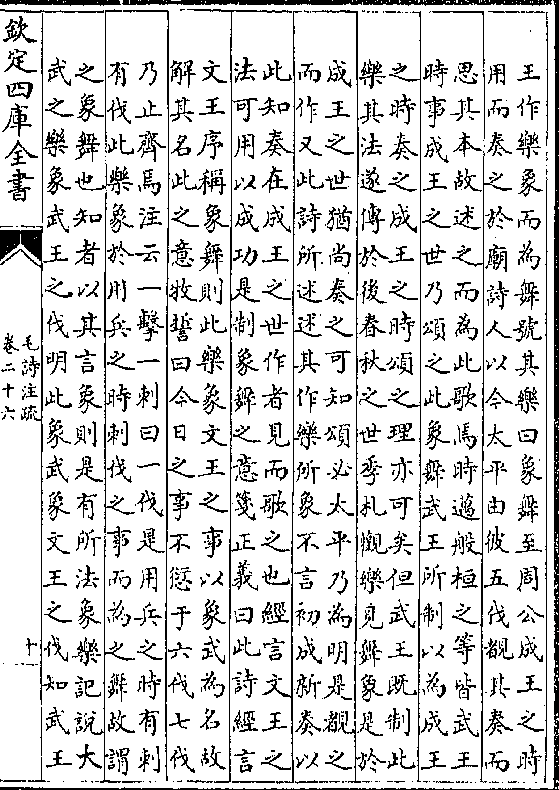 王作樂象而為舞號其樂曰象舞至周公成王之時
用而奏之於廟詩人以今太平由彼五伐覩其奏而
思其本故述之而為此歌焉時邁般桓之等皆武王
時事成王之世乃頌之此象舞武王所制以為成王
之時奏之成王之時頌之理亦可矣但武王既制此
樂其法遂傳於後春秋之世季札觀樂見舞象是於
成王之世猶尚奏之可知頌必太平乃為明是覩之
而作又此詩所述述其作樂所象不言初成新奏以
此知奏在成王之世作者見而歌之也經言文王之
法可用以成功是制象舞之意箋正義曰此詩經言
文王序稱象舞則此樂象文王之事以象武為名故
解其名此之意牧誓曰今日之事不愆于六伐七伐
乃止齊焉注云一擊一刺曰一伐是用兵之時有刺
有伐此樂象於用兵之時刺伐之事而為之舞故謂
之象舞也知者以其言象則是有所法象樂記說大
武之樂象武王之伐明此象武象文王之伐知武王
欽定四庫全書
毛詩注疏
卷二十六
十